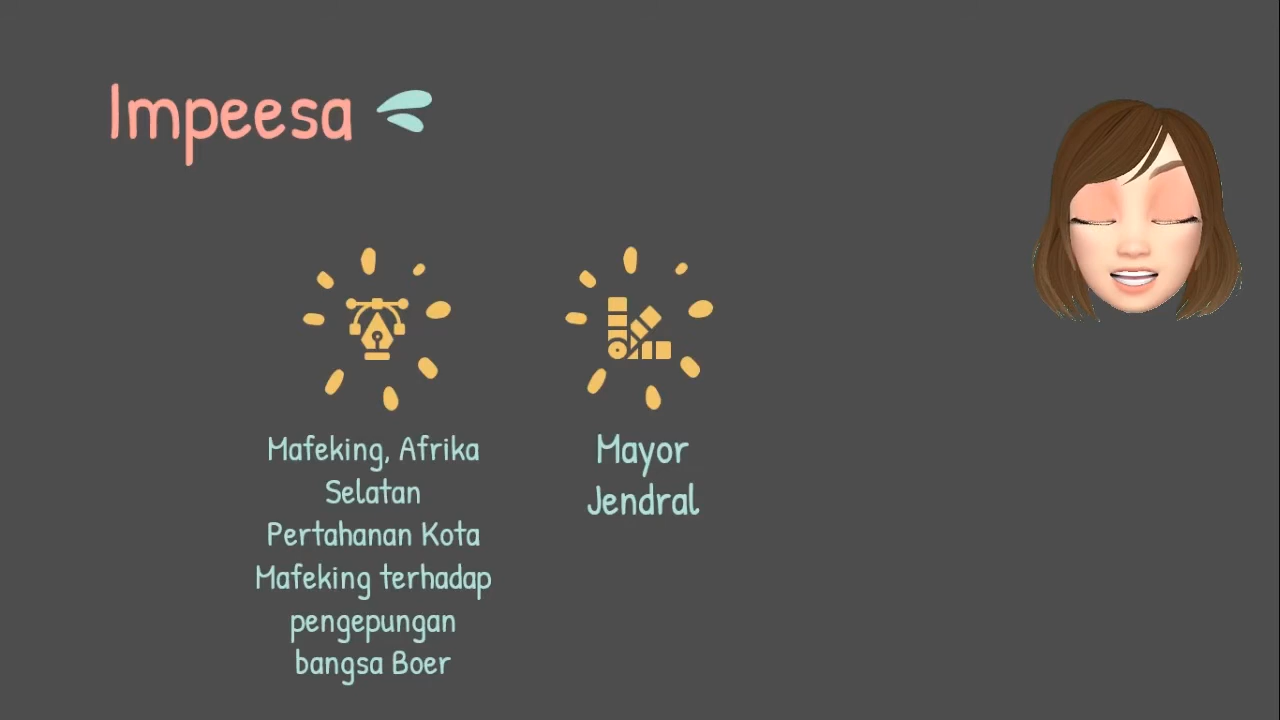 Impeesa
Mafeking, Afrika
Selatan
Pertahanan Kota
Mafeking terhadap
pengepungan
bangsa Boer
Mayor
Jendral